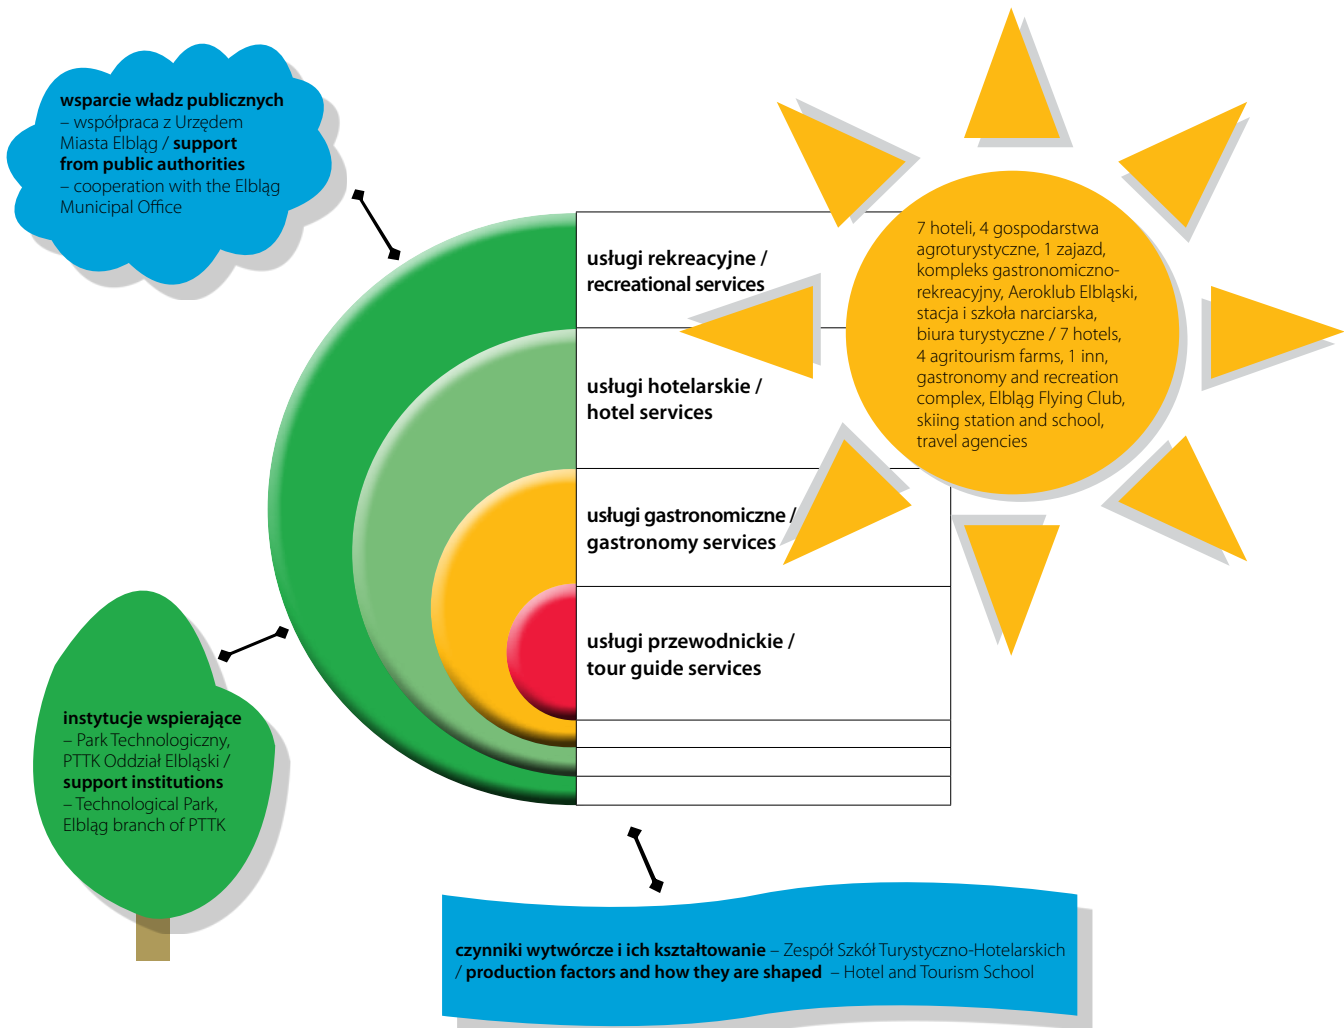 wsparcie władz publicznych
– współpraca z Urzędem
Miasta Elbląg / support
from public authorities
– cooperation with the Elbląg
Municipal Office
usługi rekreacyjne /
recreational services
usługi hotelarskie /
hotel services
usługi gastronomiczne /
gastronomy services
usługi przewodnickie /
tour guide services
7 hoteli, 4 gospodarstwa
agroturystyczne, 1 zajazd,
kompleks gastronomiczno-
rekreacyjny, Aeroklub Elbląski,
stacja i szkoła narciarska,
biura turystyczne / 7 hotels,
4 agritourism farms, 1 inn,
gastronomy and recreation
complex, Elbląg Flying Club,
skiing station and school,
travel agencies
instytucje wspierające
– Park Technologiczny,
PTTK Oddział Elbląski /
support institutions
– Technological Park,
Elbląg branch of PTTK
czynniki wytwórcze i ich kształtowanie – Zespół Szkół Turystyczno-Hotelarskich
/ production factors and how they are shaped – Hotel and Tourism School